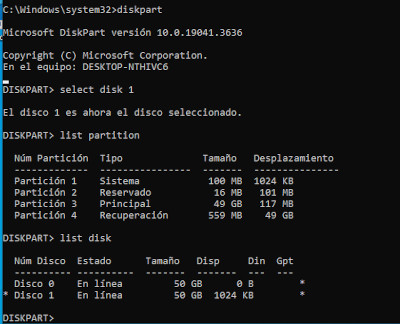 C:\Windows\system32>diskpart
Microsoft DiskPart versión 10.0.19041.3636
Copyright (C) Microsoft Corporation.
En el equipo: DESKTOP-NTHIVC6
DISKPART> select disk 1
El disco 1 es ahora el disco seleccionado.
DISKPART> list partition
Núm Partición  Tipo              Tamaño   Desplazamiento
-------------  ----------------  -------  ---------------
Partición 1    Sistema            100 MB  1024 KB
Partición 2    Reservado           16 MB   101 MB
Partición 3    Principal           49 GB   117 MB
Partición 4    Recuperación       559 MB    49 GB
DISKPART> list disk
Núm Disco  Estado      Tamaño   Disp     Din  Gpt
---------- ----------  -------  -------  ---  ---
Disco 0    En línea        50 GB      0 B        *
* Disco 1    En línea        50 GB  1024 KB        *
DISKPART>